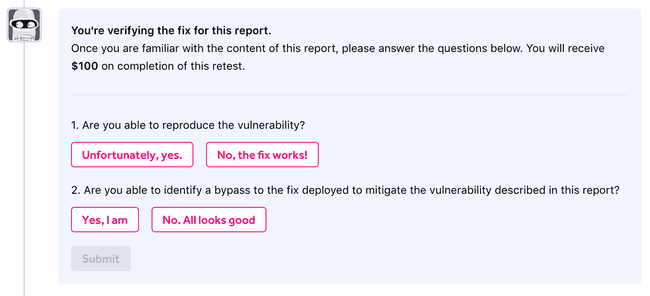 You're verifying the fix for this report.
Once you are familiar with the content of this report, please answer the questions below. You will receive
$100 on completion of this retest.
1. Are you able to reproduce the vulnerability?
Unfortunately, yes. No, the fix works!
2. Are you able to identify a bypass to the fix deployed to mitigate the vulnerability described in this report?
Yes, I am No. All looks good
Submit